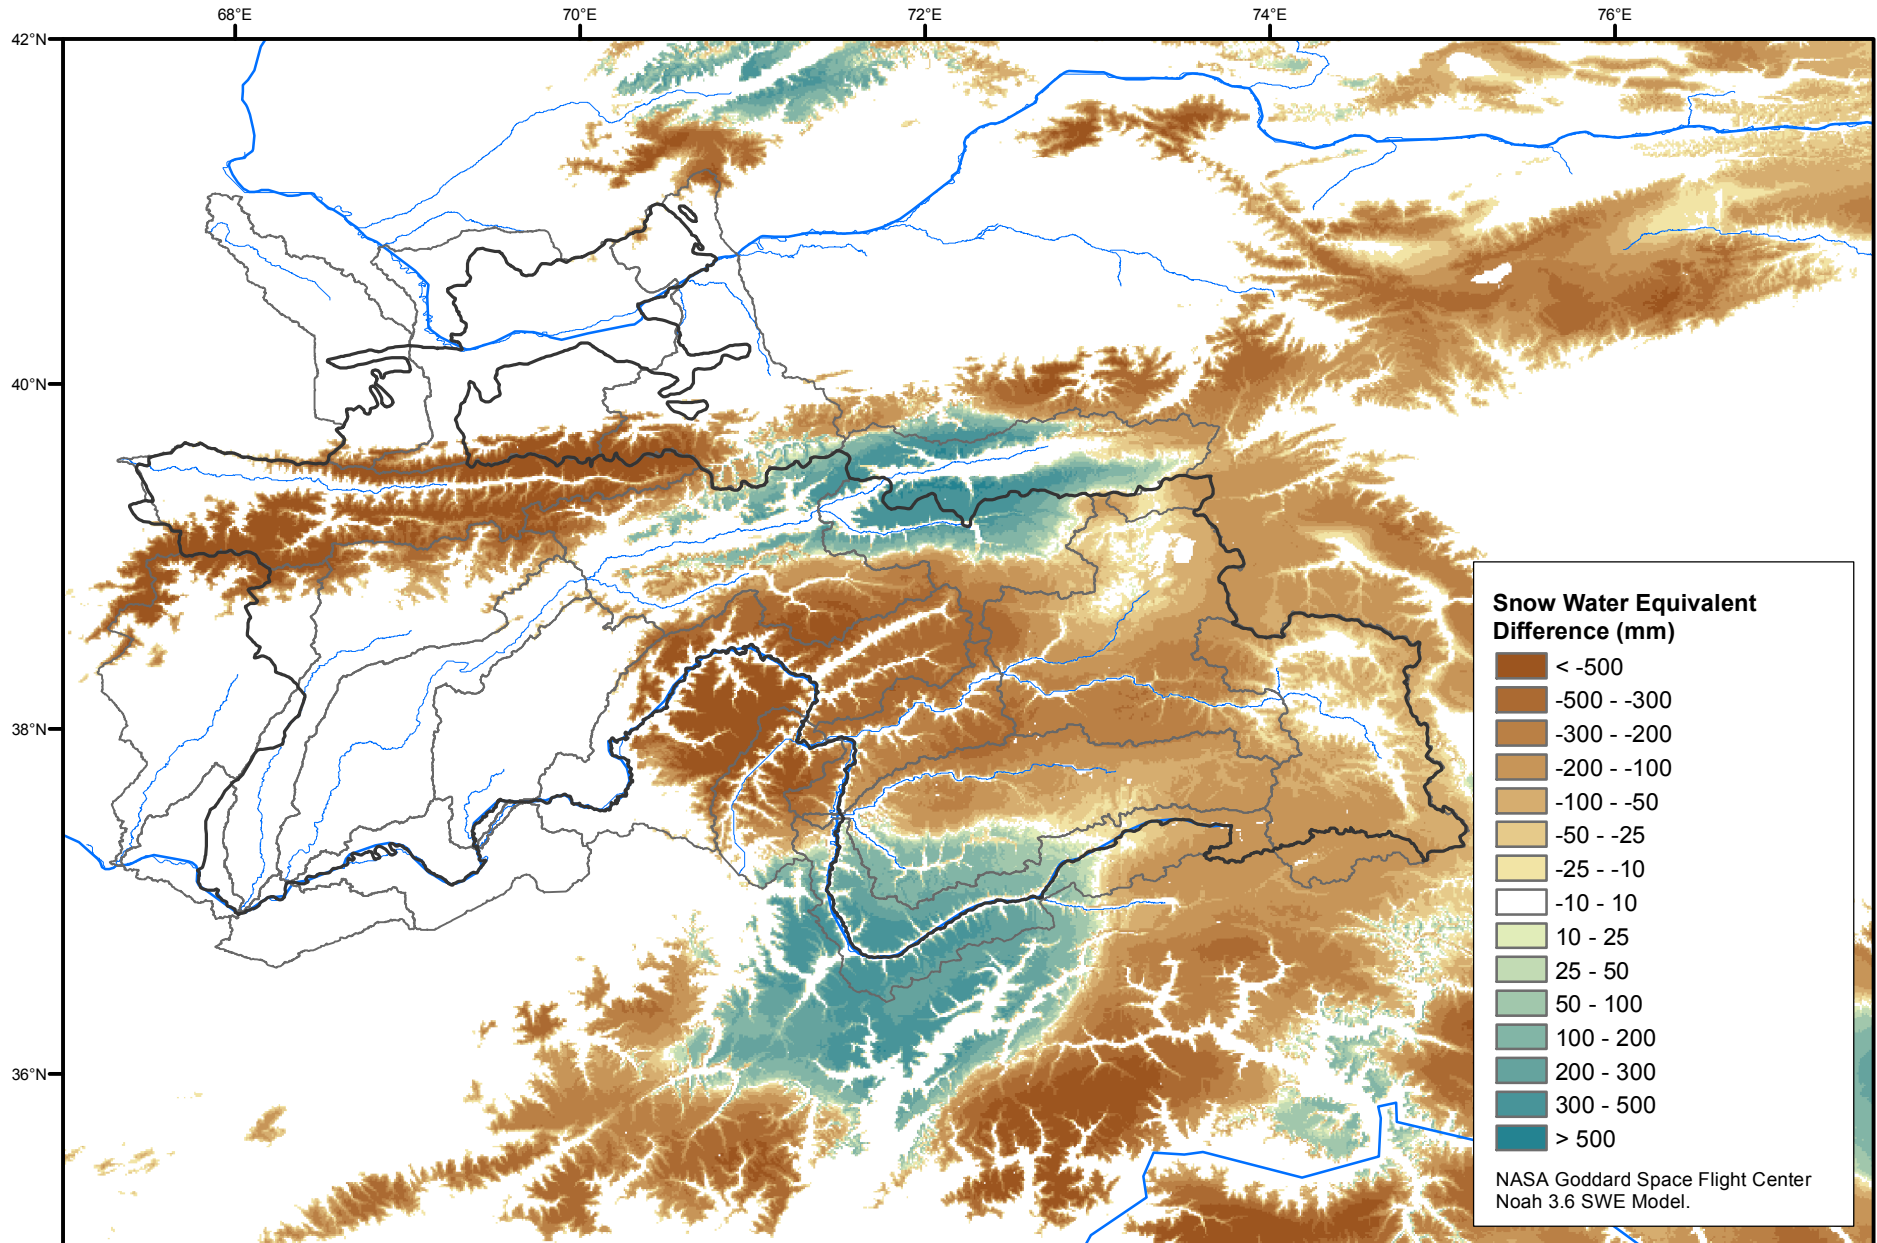 68°E
70°E
72°E
74°E
76°E
42°N
40°N
38°N
36°N
Snow Water Equivalent
Difference (mm)
< -500
-500 - -300
-300 - -200
-200 - -100
-100 - -50
-50 - -25
-25 - -10
-10 - 10
10 - 25
25 - 50
50 - 100
100 - 200
200 - 300
300 - 500
> 500
NASA Goddard Space Flight Center
Noah 3.6 SWE Model.